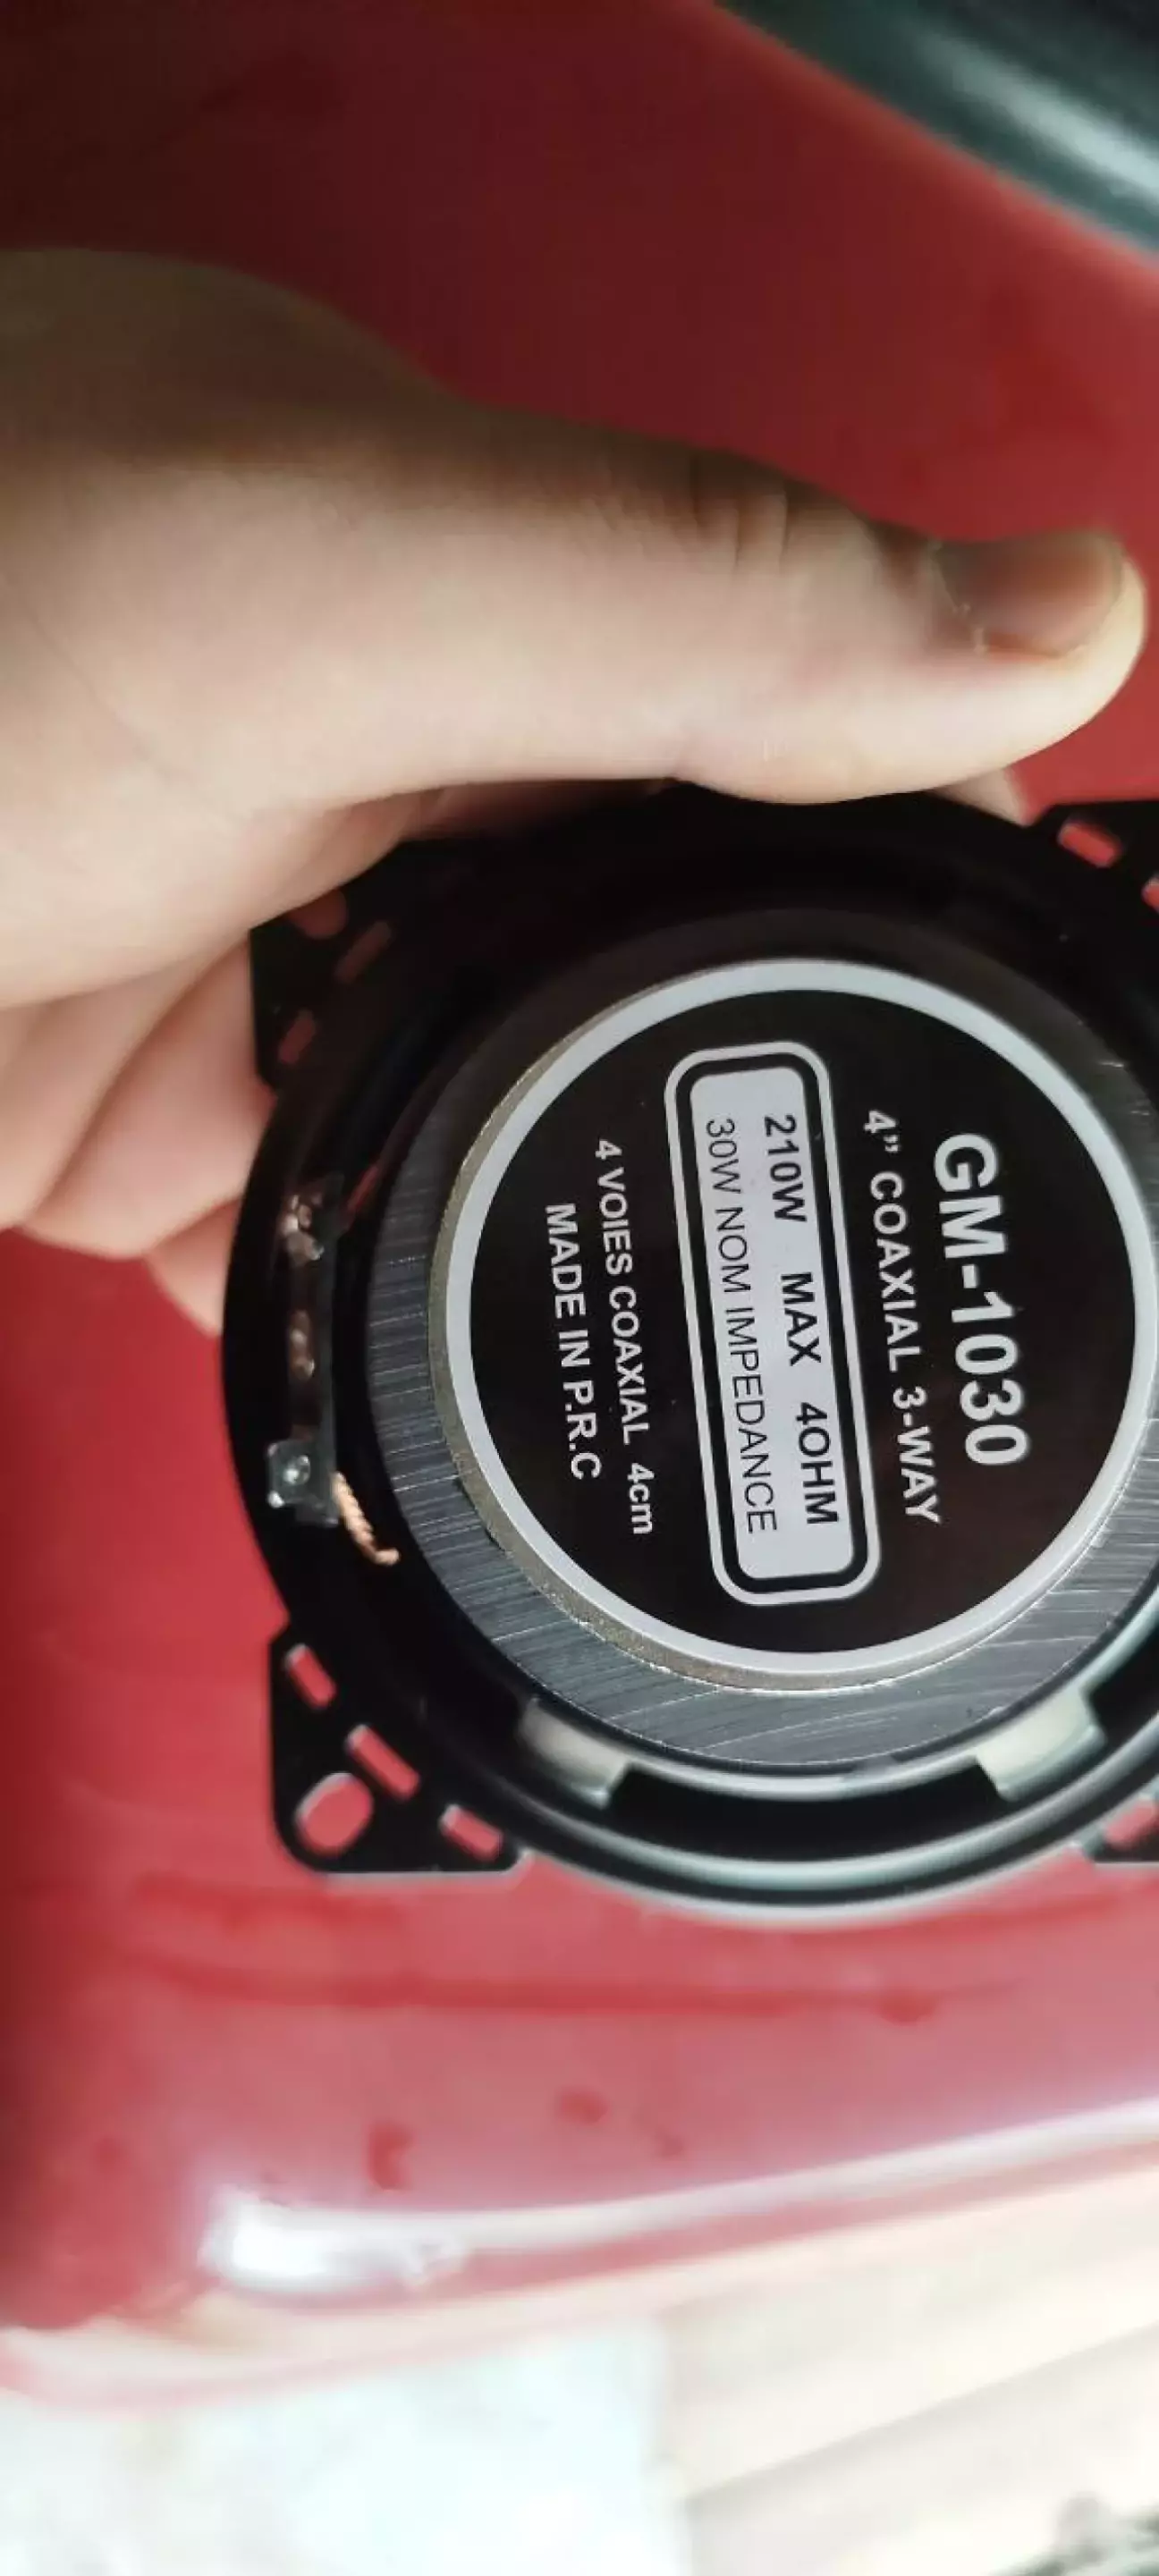 GM-1030
4” COAXIAL 3-WAY
210W MAX 4OHM
30W NOM IMPEDANCE
4 VOIES COAXIAL 4cm
MADE IN P.R.C